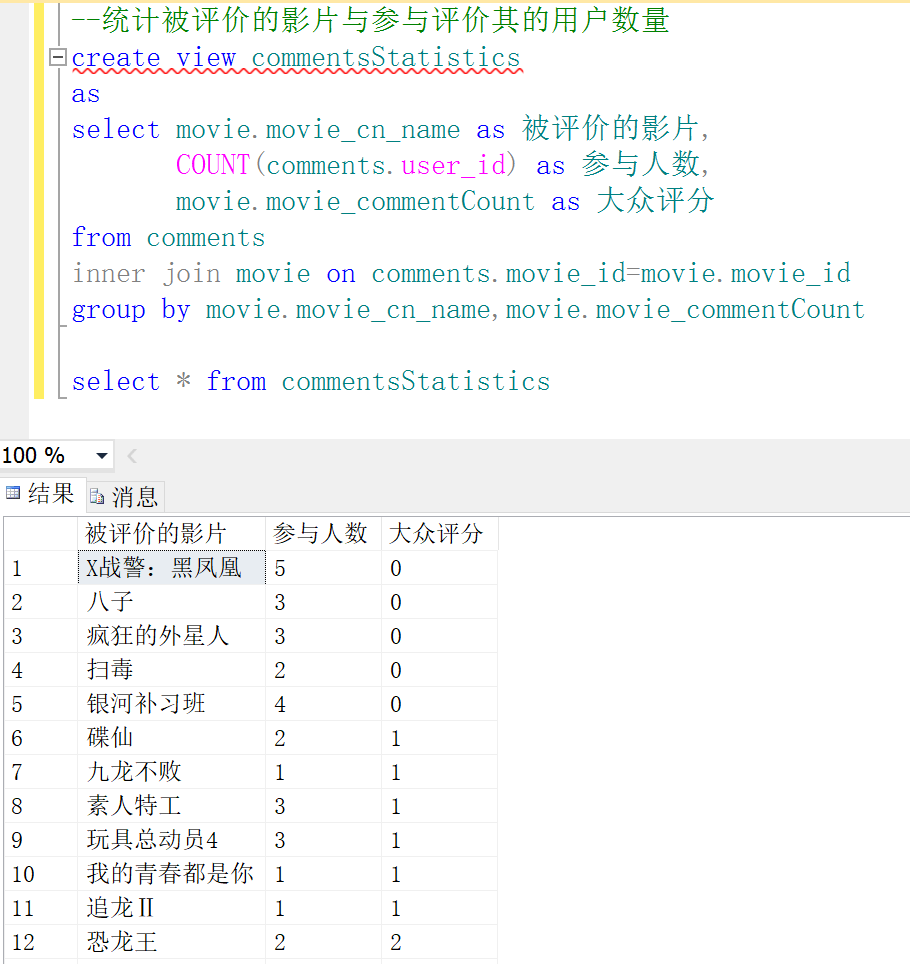 --统计被评价的影片与参与评价其的用户数量
create view commentsStatistics
as
select movie.movie_cn_name as 被评价的影片,
COUNT(comments.user_id) as 参与人数,
movie.movie_commentCount as 大众评分
from comments
inner join movie on comments.movie_id=movie.movie_id
group by movie.movie_cn_name,movie.movie_commentCount
select * from commentsStatistics
100 %
结果 消息
被评价的影片 参与人数 大众评分
1 X战警：黑凤凰 5 0
2 八子 3 0
3 疯狂的外星人 3 0
4 扫毒 2 0
5 银河补习班 4 0
6 碟仙 2 1
7 九龙不败 1 1
8 素人特工 3 1
9 玩具总动员4 3 1
10 我的青春都是你 1 1
11 追龙Ⅱ 1 1
12 恐龙王 2 2